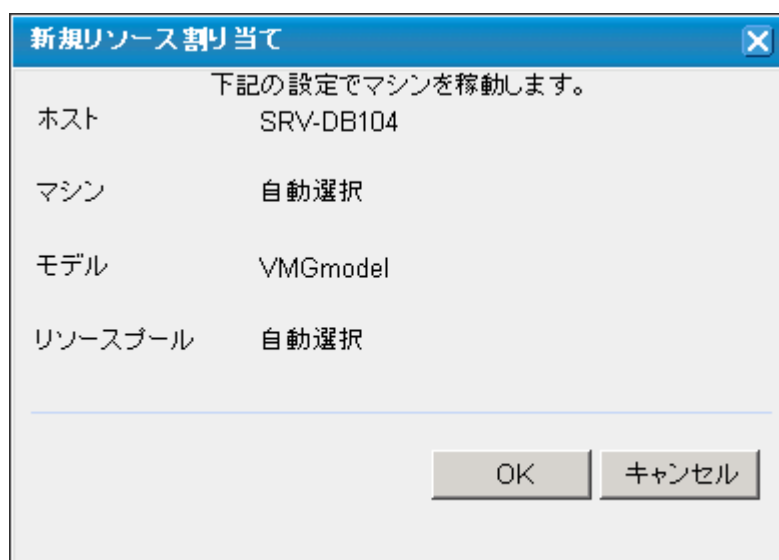 新規リソース割り当て
下記の設定でマシンを稼動します。
ホスト SRV-DB104
マシン 自動選択
モデル VMGmodel
リソースプール 自動選択
OK キャンセル